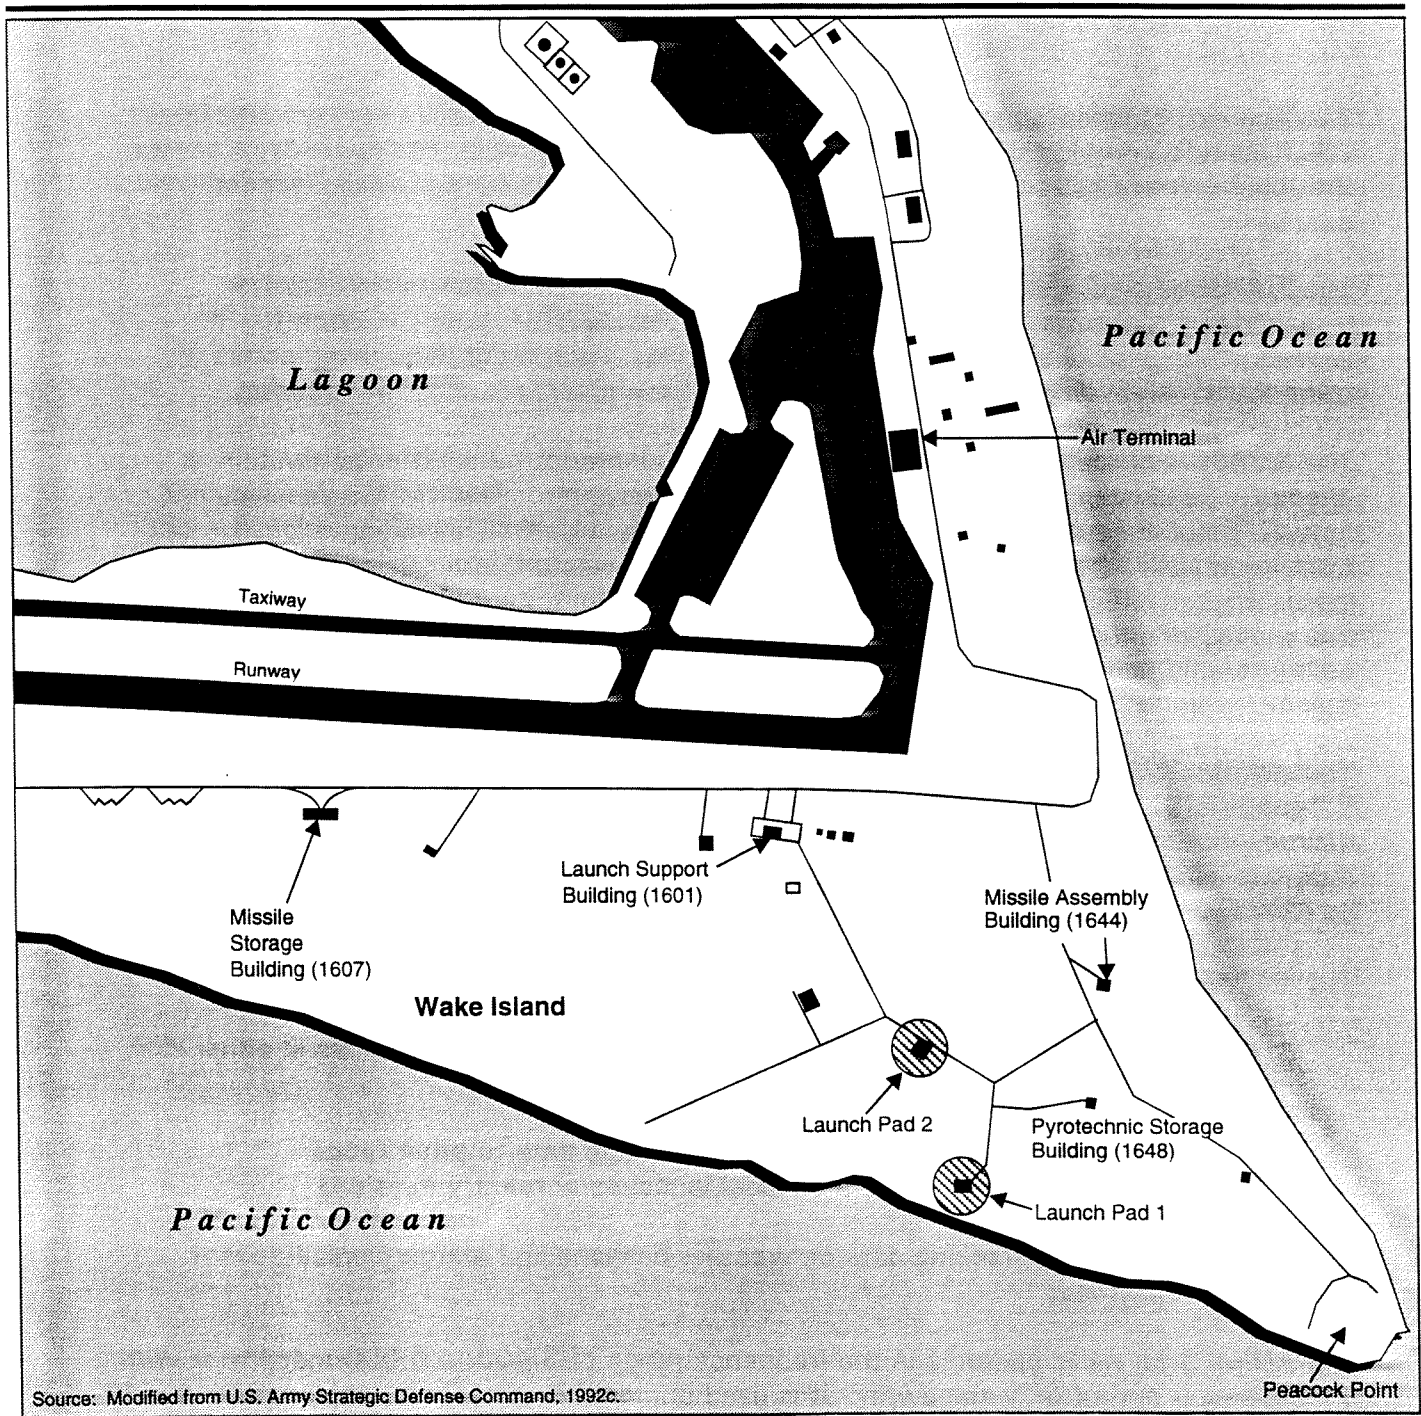 Pacific Ocean
Lagoon
Air Terminal
Taxiway
Runway
Launch Support
Building (1601)
Missile Assembly
Building (1644)
Missile
Storage
Building (1607)
Wake Island
Launch Pad 2
Pyrotechnic Storage
Building (1648)
Launch Pad 1
Pacific Ocean
Peacock Point
Source: Modified from U.S. Army Strategic Defense Command, 1992c.